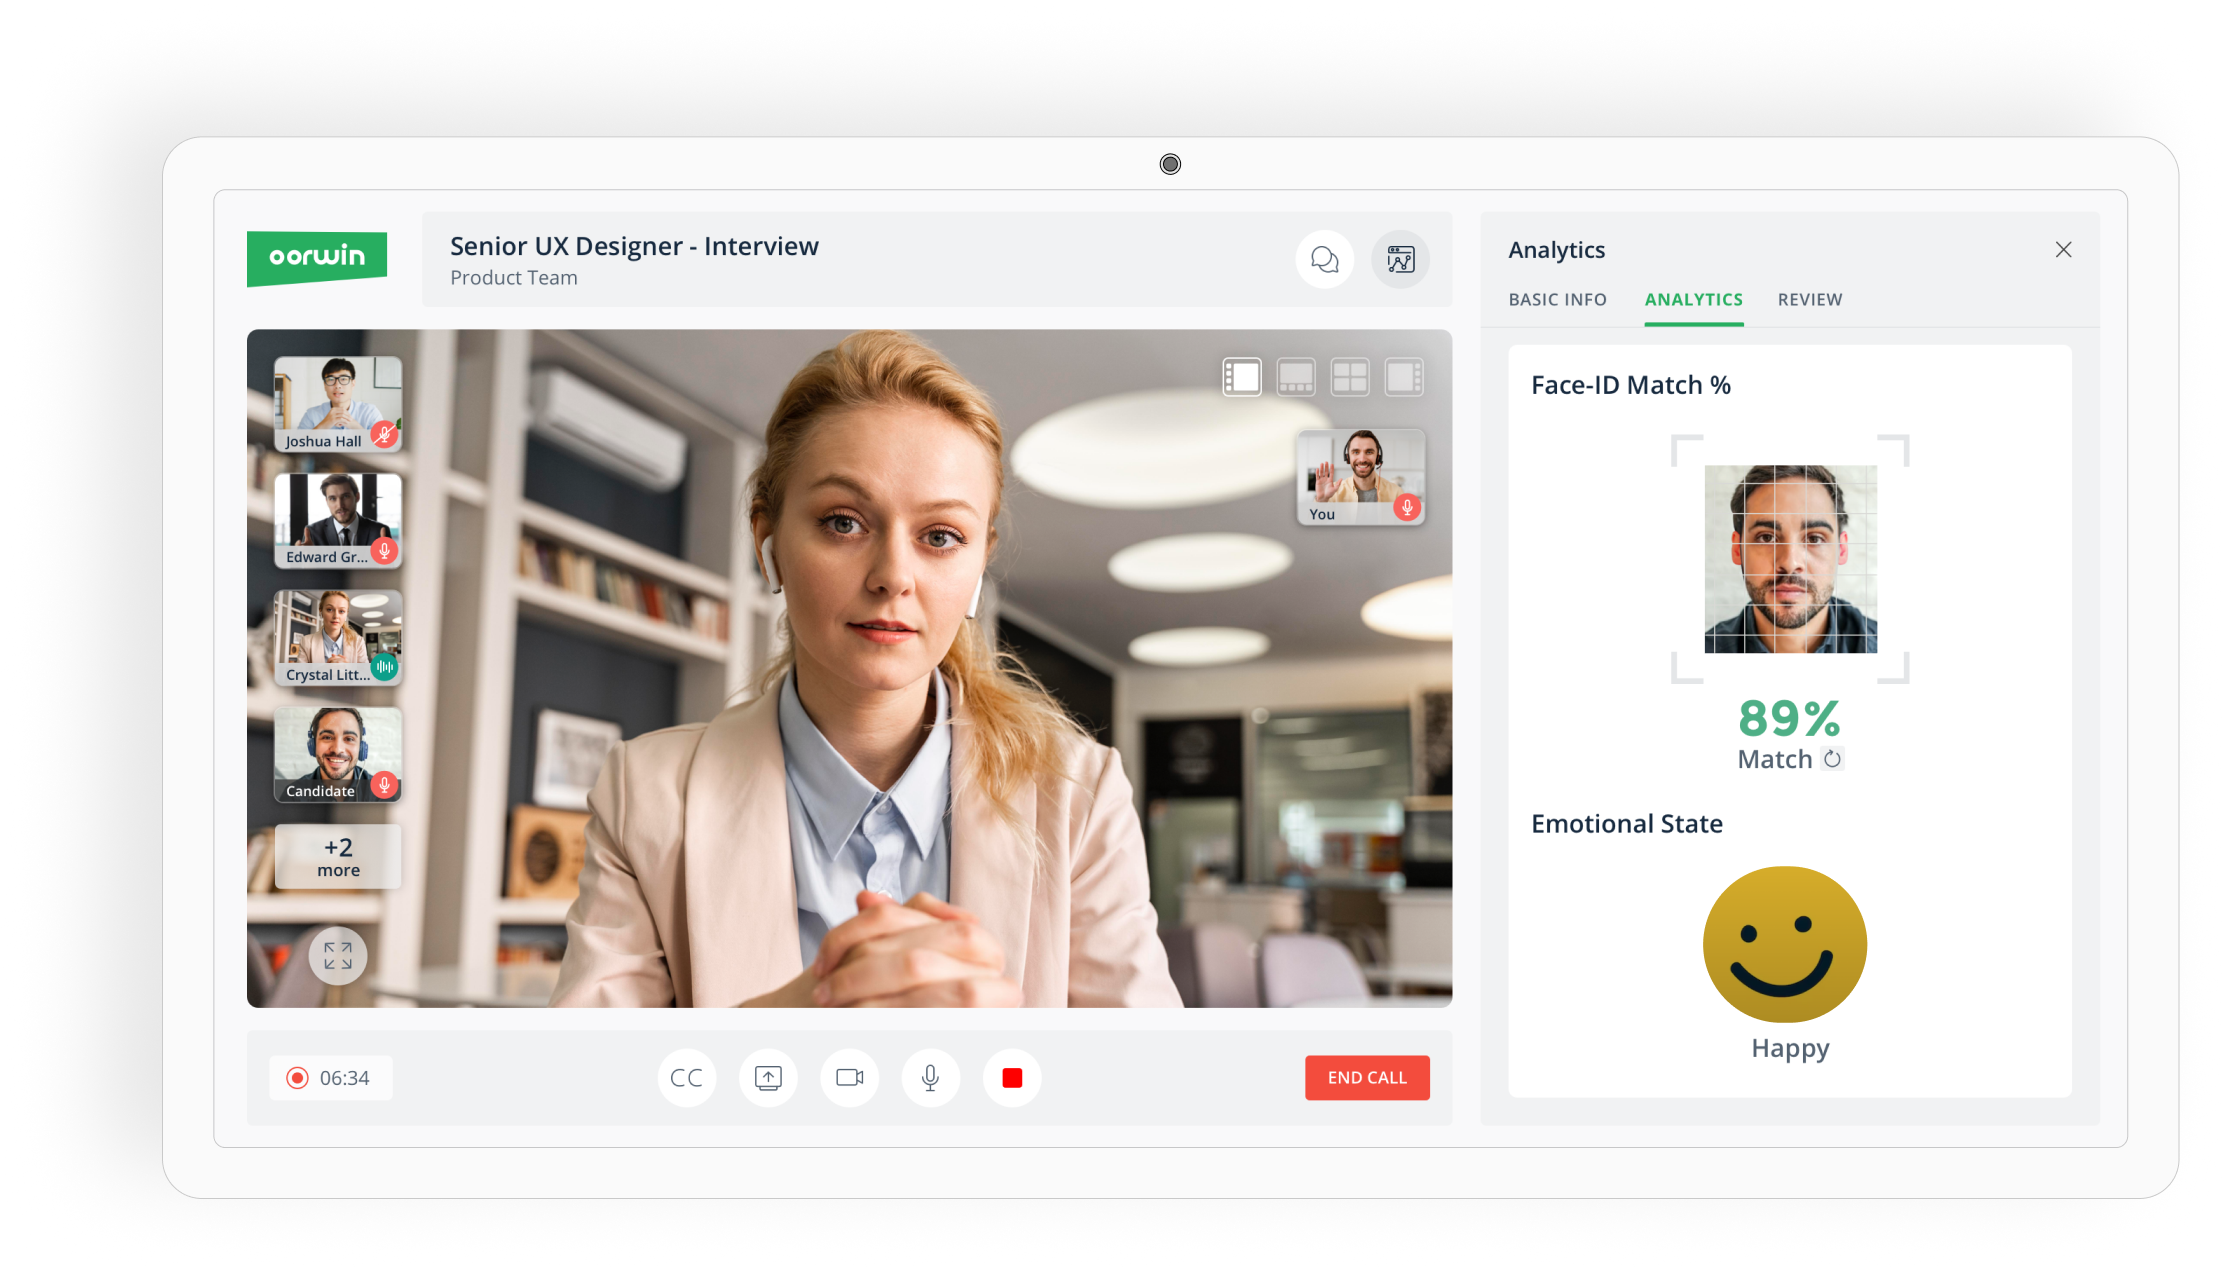 oorwin
Senior UX Designer - Interview
Product Team
Joshua Hall
Edward Gr...
Crystal Litt...
Candidate
+2
more
You
06:34
CC
END CALL
Analytics
BASIC INFO
ANALYTICS
REVIEW
Face-ID Match %
89%
Match
Emotional State
Happy